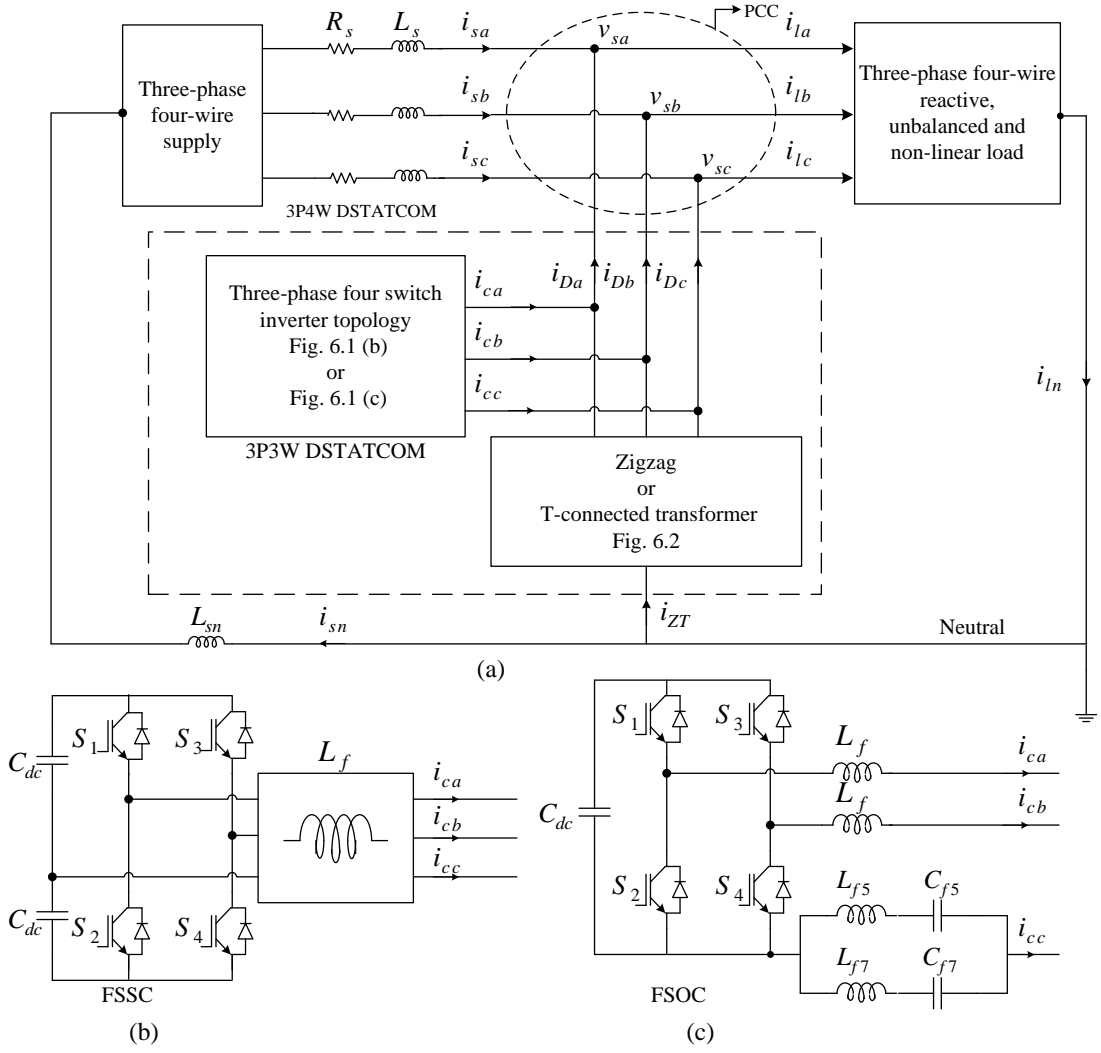 R_s L_s i_sa v_sa PCC i_la
i_sb v_sb i_lb
i_sc v_sc i_lc
Three-phase
four-wire
supply
Three-phase four-wire
reactive,
unbalanced and
non-linear load
3P4W DSTATCOM
Three-phase four switch
inverter topology
Fig. 6.1 (b)
or
Fig. 6.1 (c)
i_ca
i_cb
i_cc
i_Da i_Db i_Dc
3P3W DSTATCOM
Zigzag
or
T-connected transformer
Fig. 6.2
i_ln
L_sn i_sn i_ZT Neutral
(a)
C_dc
C_dc
S_1 S_3
S_2 S_4
L_f
i_ca
i_cb
i_cc
FSSC
(b)
C_dc
S_1 S_3
S_2 S_4
L_f i_ca
L_f i_cb
L_f5 C_f5
i_cc
L_f7 C_f7
FSOC
(c)